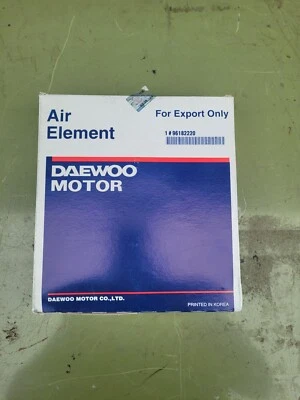 Air
Element
For Export Only
1 # 96182220
DAEWOO
MOTOR
DAEWOO MOTOR CO.,LTD.
PRINTED IN KOREA